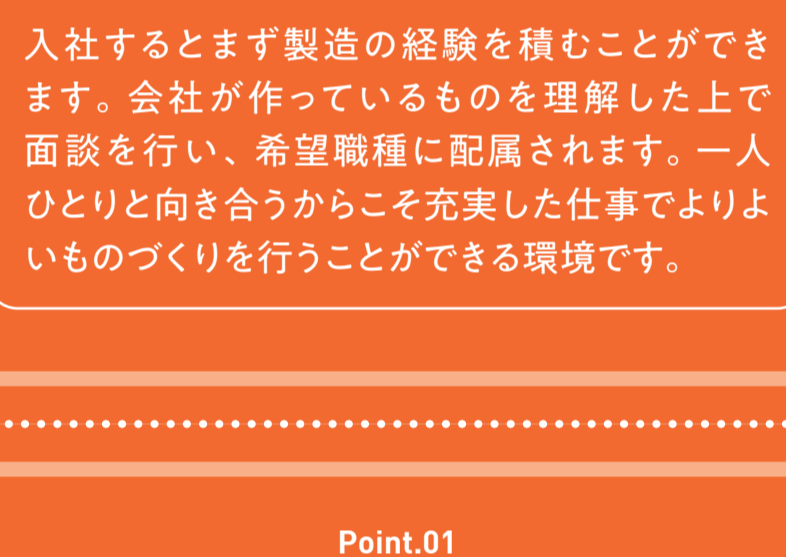 入社するとまず製造の経験を積むことができ
ます。会社が作っているものを理解した上で
面談を行い、希望職種に配属されます。一人
ひとりと向き合うからこそ充実した仕事でよりよ
いものづくりを行うことができる環境です。
Point.01